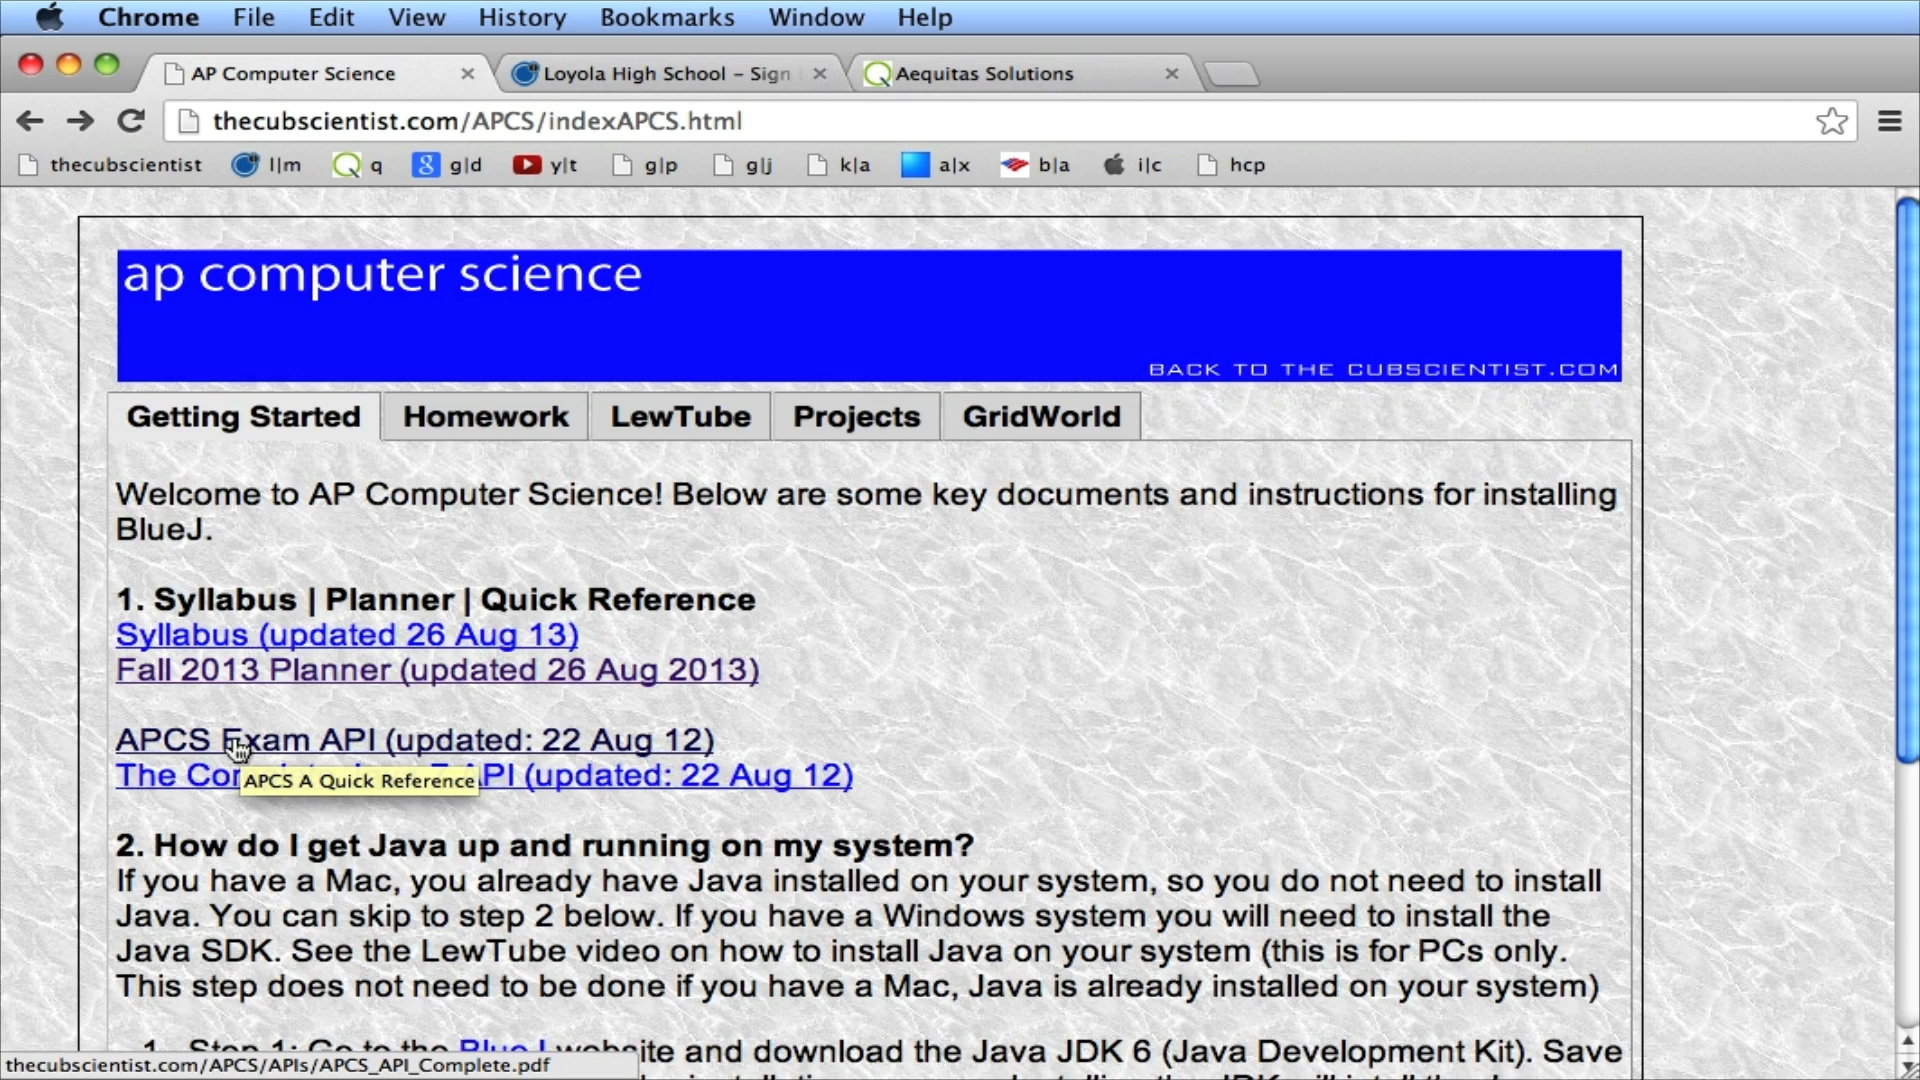 Chrome File Edit View History Bookmarks Window Help
AP Computer Science Loyola High School – Sign Aequitas Solutions
thecubscientist.com/APCS/indexAPCS.html
thecubscientist l|m q g|d y|t g|p g|j k|a a|x b|a i|c hcp
ap computer science
BACK TO THE CUBSCIENTIST.COM
Getting Started Homework LewTube Projects GridWorld
Welcome to AP Computer Science! Below are some key documents and instructions for installing
BlueJ.
1. Syllabus | Planner | Quick Reference
Syllabus (updated 26 Aug 13)
Fall 2013 Planner (updated 26 Aug 2013)
APCS Exam API (updated: 22 Aug 12)
The API (updated: 22 Aug 12)
APCS A Quick Reference
2. How do I get Java up and running on my system?
If you have a Mac, you already have Java installed on your system, so you do not need to install
Java. You can skip to step 2 below. If you have a Windows system you will need to install the
Java SDK. See the LewTube video on how to install Java on your system (this is for PCs only.
This step does not need to be done if you have a Mac, Java is already installed on your system)
1. Step 1: Go to the BlueJ website and download the Java JDK 6 (Java Development Kit). Save
thecubscientist.com/APCS/APIs/APCS_API_Complete.pdf